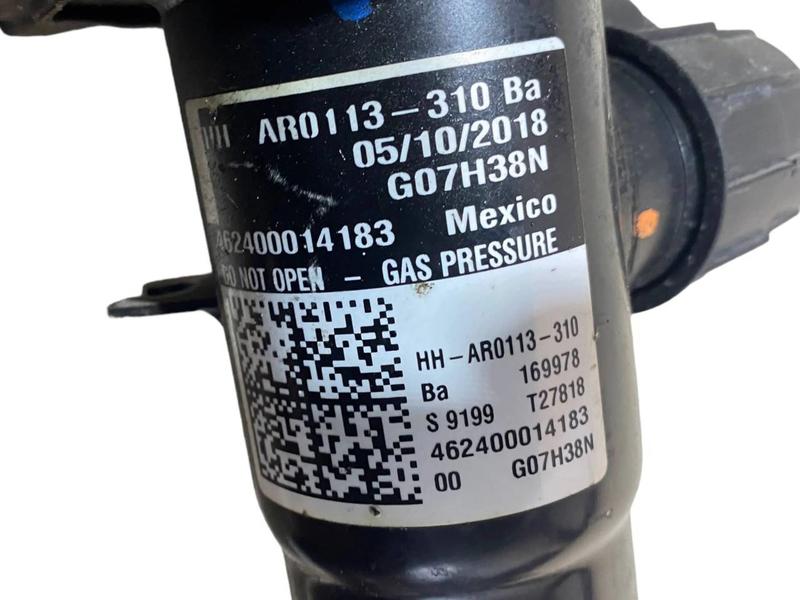 HH AR0113-310 Ba
05/10/2018
G07H38N
462400014183 Mexico
DO NOT OPEN - GAS PRESSURE
HH-AR0113-310
Ba 169978
S 9199 T27818
462400014183
00 G07H38N